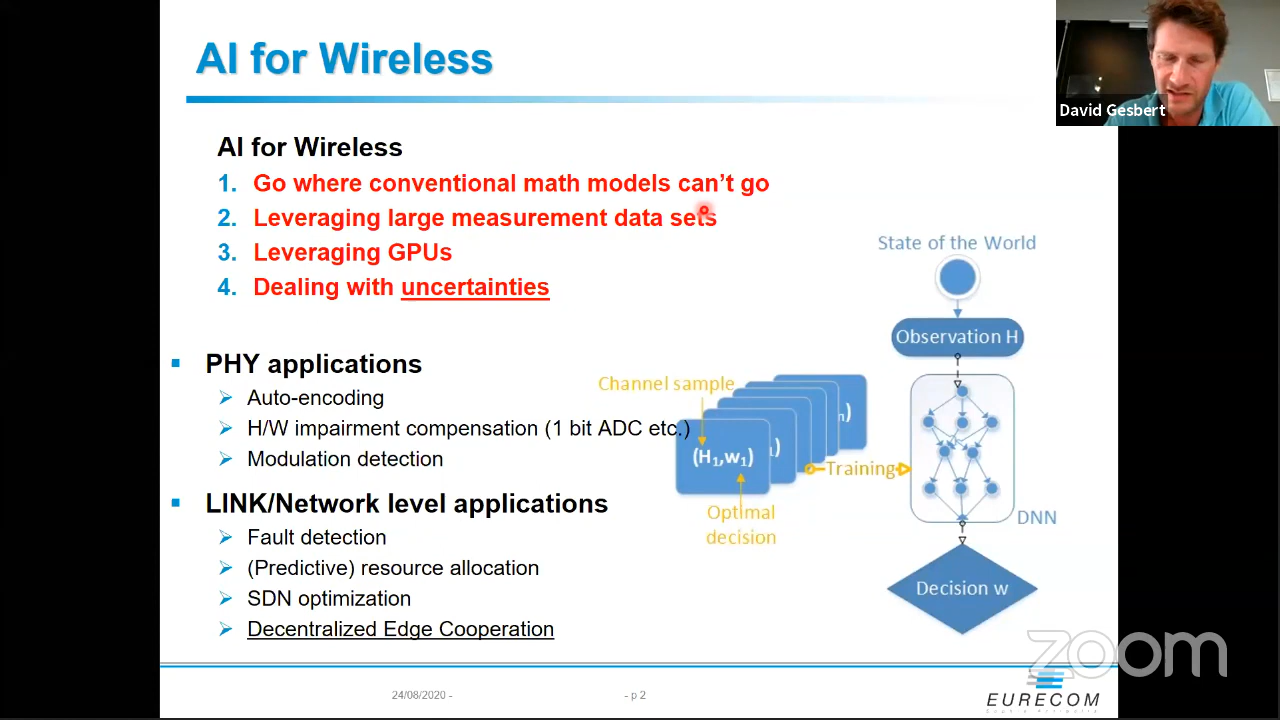 AI for Wireless
David Gesbert
AI for Wireless
1. Go where conventional math models can't go
2. Leveraging large measurement data sets
3. Leveraging GPUs
4. Dealing with uncertainties
PHY applications
Auto-encoding
H/W impairment compensation (1 bit ADC etc.)
Modulation detection
LINK/Network level applications
Fault detection
(Predictive) resource allocation
SDN optimization
Decentralized Edge Cooperation
State of the World
Observation H
Channel sample
(H1,w1)
Training
Optimal
decision
DNN
Decision w
zoom
24/08/2020 -
- p 2
EURECOM